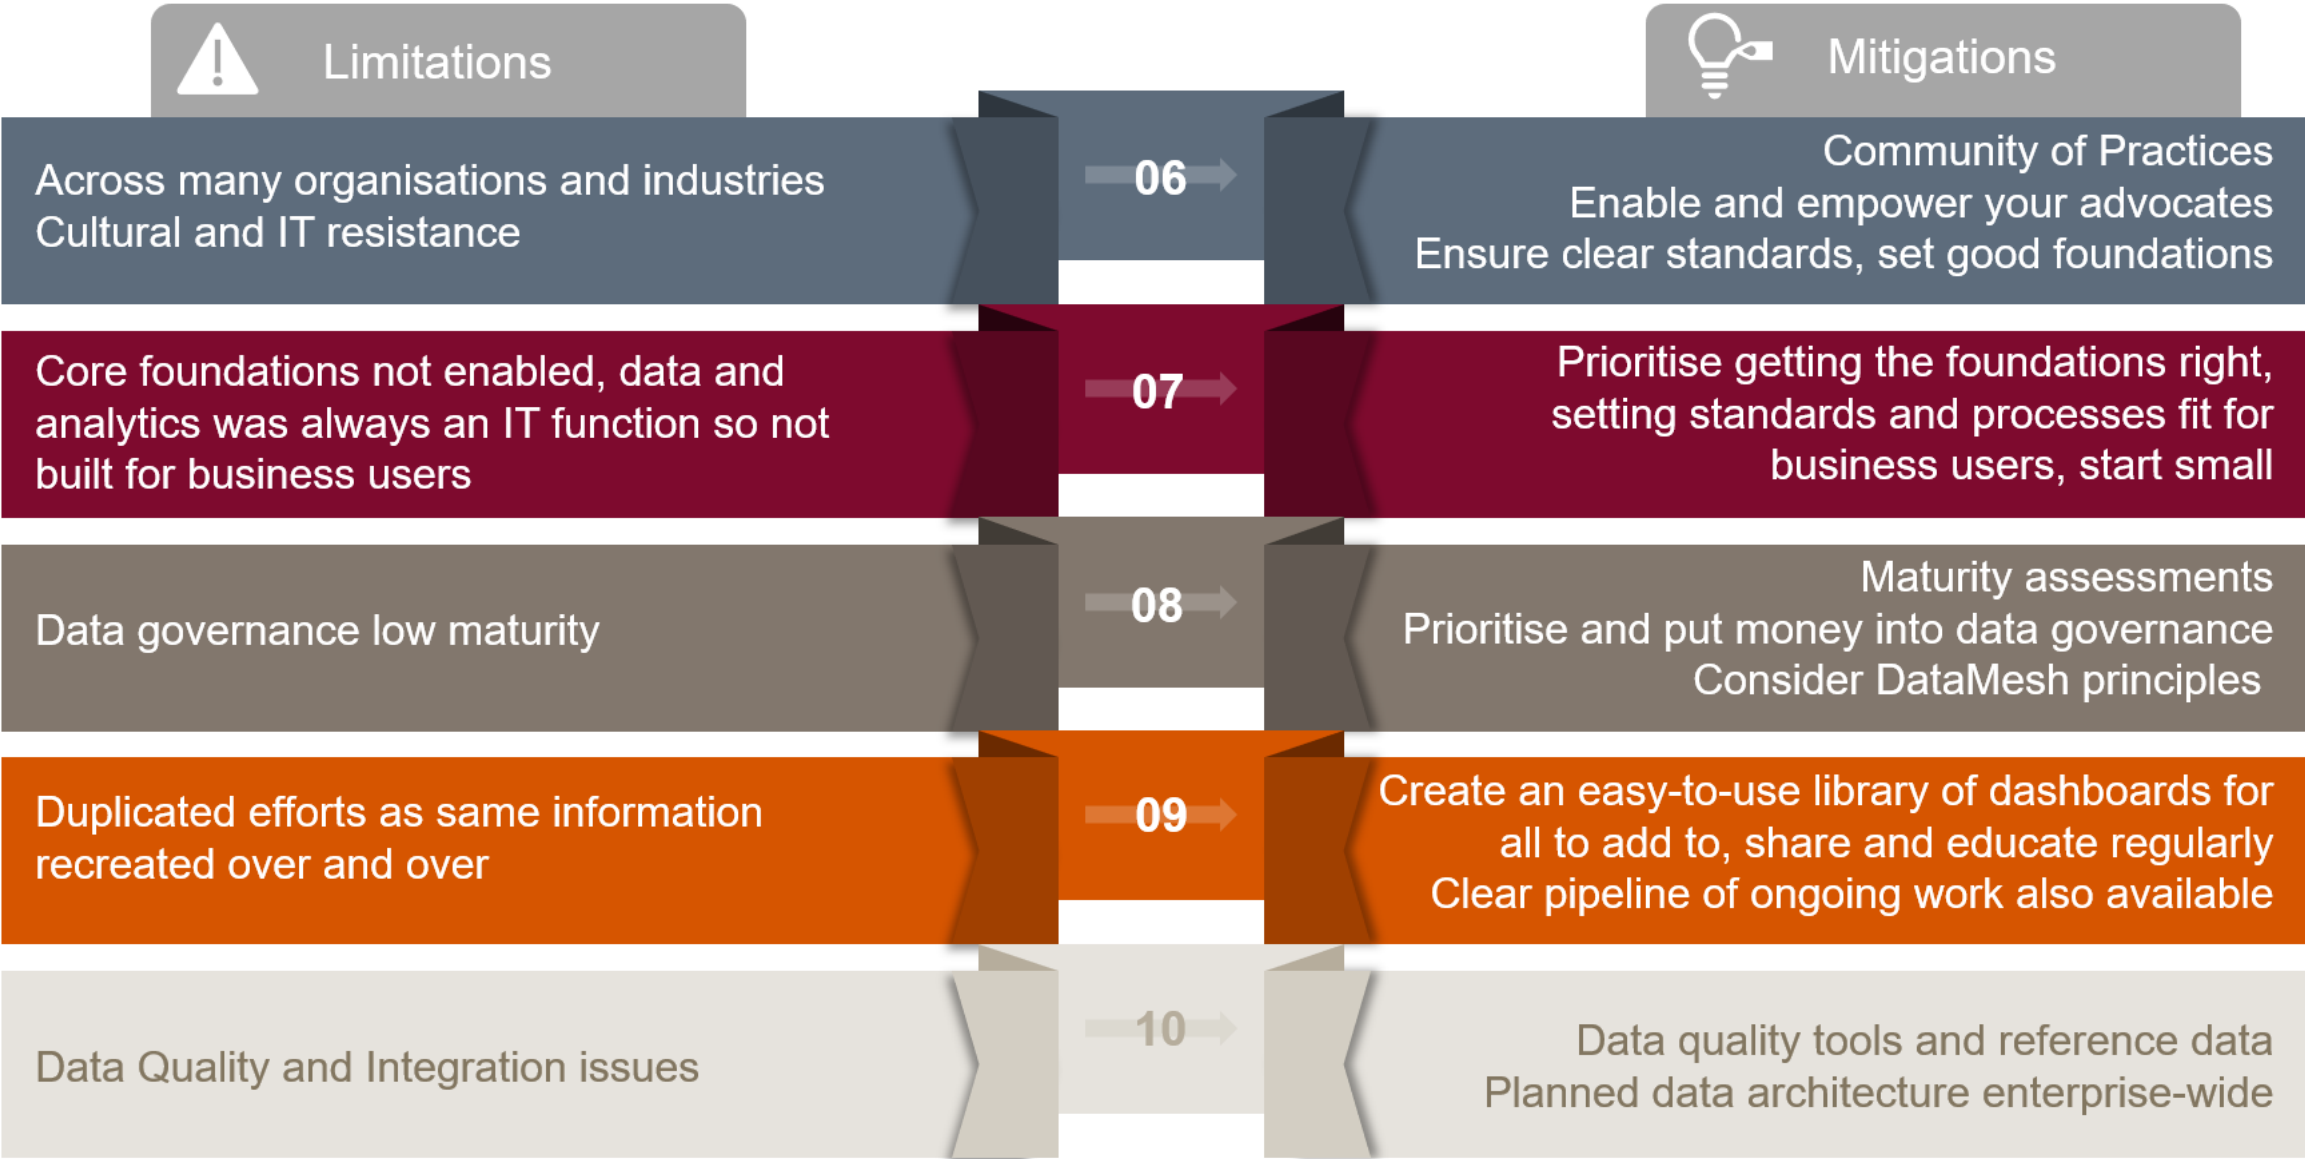 Limitations
Mitigations
Across many organisations and industries
Cultural and IT resistance
06
Community of Practices
Enable and empower your advocates
Ensure clear standards, set good foundations
Core foundations not enabled, data and
analytics was always an IT function so not
built for business users
07
Prioritise getting the foundations right,
setting standards and processes fit for
business users, start small
Data governance low maturity
08
Maturity assessments
Prioritise and put money into data governance
Consider DataMesh principles
Duplicated efforts as same information
recreated over and over
09
Create an easy-to-use library of dashboards for
all to add to, share and educate regularly
Clear pipeline of ongoing work also available
Data Quality and Integration issues
10
Data quality tools and reference data
Planned data architecture enterprise-wide